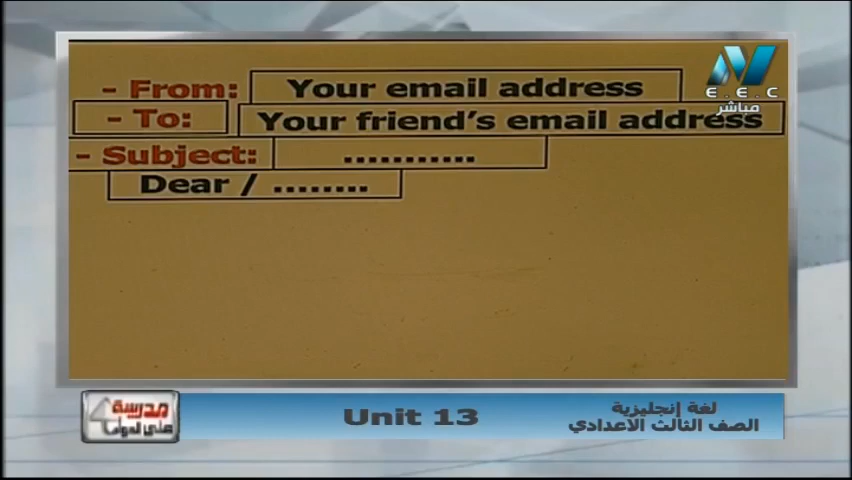 - From: Your email address
- To: Your friend's email address
- Subject: ...........
Dear / ........
E.E.C
مباشر
مدرسة
على الهواء
Unit 13
لغة إنجليزية
الصف الثالث الاعدادي